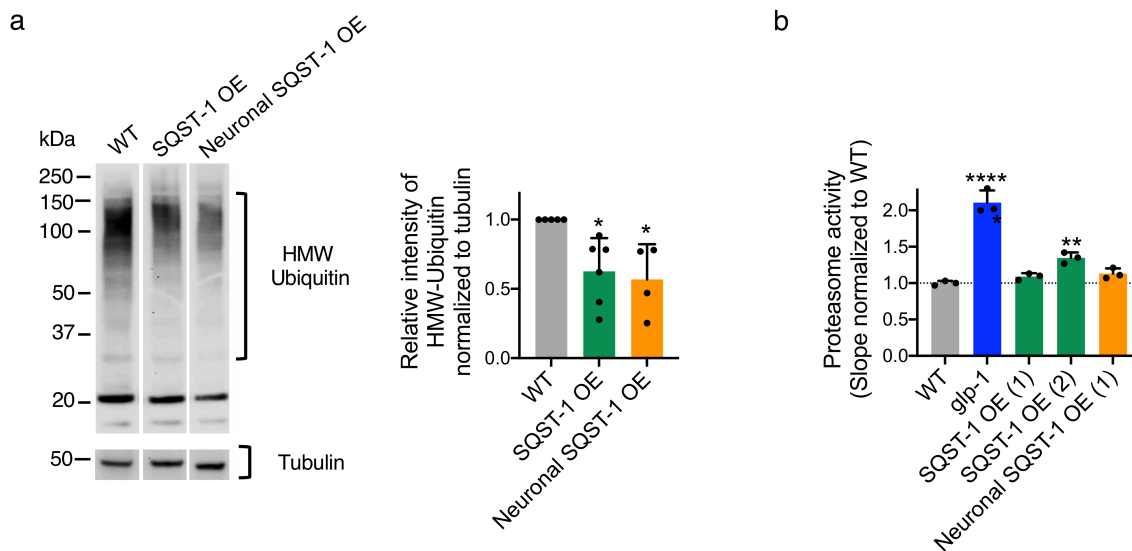 a
kDa
WT
SQST-1 OE
Neuronal SQST-1 OE
250
150
100
50
37
20
50
HMW
Ubiquitin
Tubulin
Relative intensity of
HMW-Ubiquitin
normalized to tubulin
1.0
0.5
0.0
*
*
WT
SQST-1 OE
Neuronal SQST-1 OE
b
Proteasome activity
(Slope normalized to WT)
2.0
1.5
1.0
0.5
0.0
****
*
**
WT
glp-1
SQST-1 OE (1)
SQST-1 OE (2)
Neuronal SQST-1 OE (1)